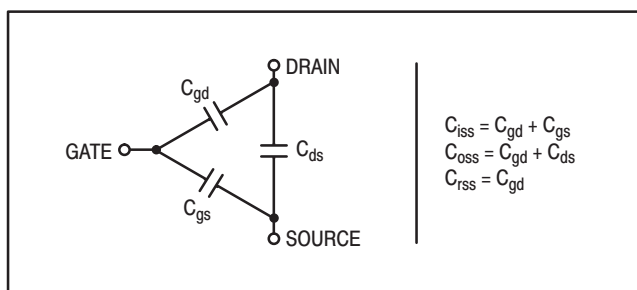 DRAIN
Cgd
GATE
Cds
Cgs
SOURCE
Ciss = Cgd + Cgs
Coss = Cgd + Cds
Crss = Cgd